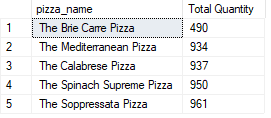 pizza_name Total Quantity
1 The Brie Carre Pizza 490
2 The Mediterranean Pizza 934
3 The Calabrese Pizza 937
4 The Spinach Supreme Pizza 950
5 The Soppressata Pizza 961